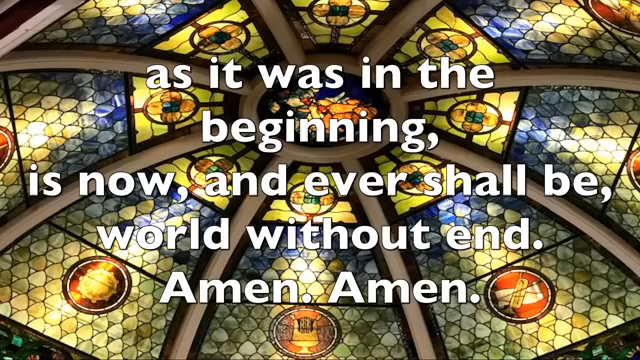 as it was in the
beginning,
is now, and ever shall be,
world without end.
Amen. Amen.